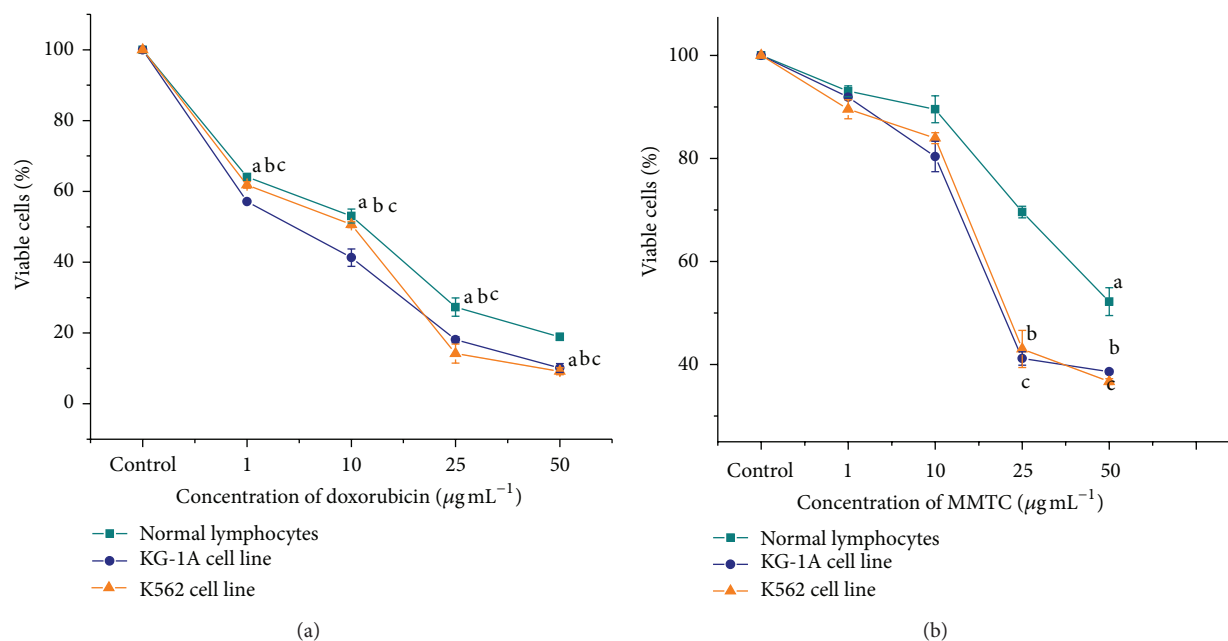 100
80
60
40
20
0
Viable cells (%)
abc
a b c
a b c
abc
Control 1 10 25 50
Concentration of doxorubicin (μg mL⁻¹)
Normal lymphocytes
KG-1A cell line
K562 cell line
(a)
100
80
60
40
Viable cells (%)
a
b
b
c
c
Control 1 10 25 50
Concentration of MMTC (μg mL⁻¹)
Normal lymphocytes
KG-1A cell line
K562 cell line
(b)